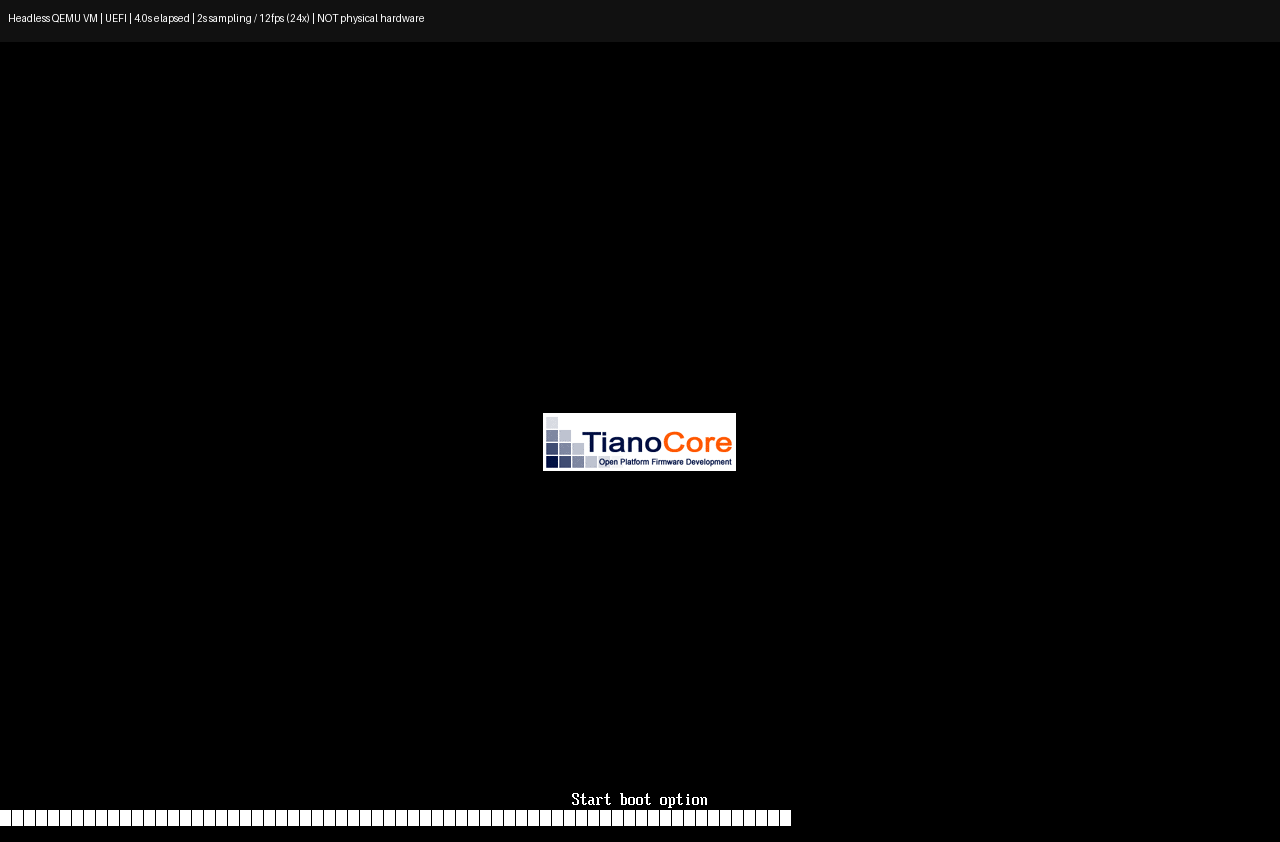 Headless QEMU VM | UEFI | 4.0s elapsed | 2s sampling / 12fps (24x) | NOT physical hardware
TianoCore
Open Platform Firmware Development
Start boot option